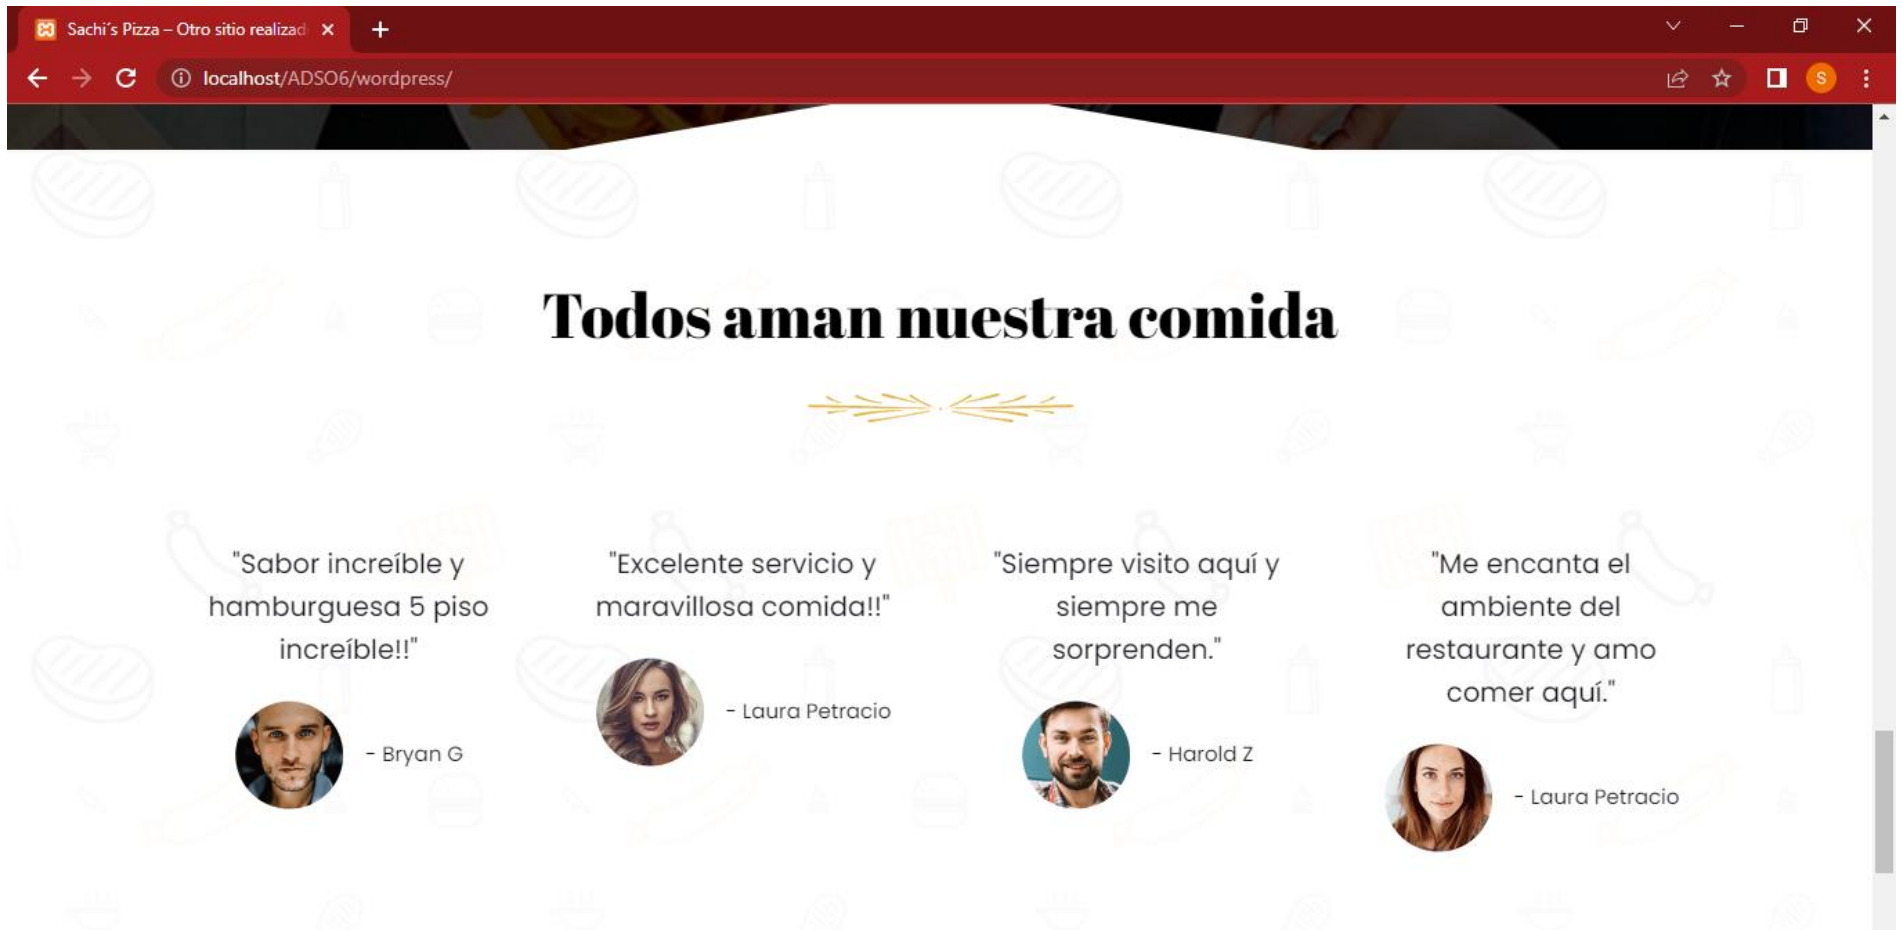 Sachi´s Pizza – Otro sitio realizad
localhost/ADSO6/wordpress/
S
Todos aman nuestra comida
"Sabor increíble y
hamburguesa 5 piso
increíble!!"
- Bryan G
"Excelente servicio y
maravillosa comida!!"
- Laura Petracio
"Siempre visito aquí y
siempre me
sorprenden."
- Harold Z
"Me encanta el
ambiente del
restaurante y amo
comer aquí."
- Laura Petracio